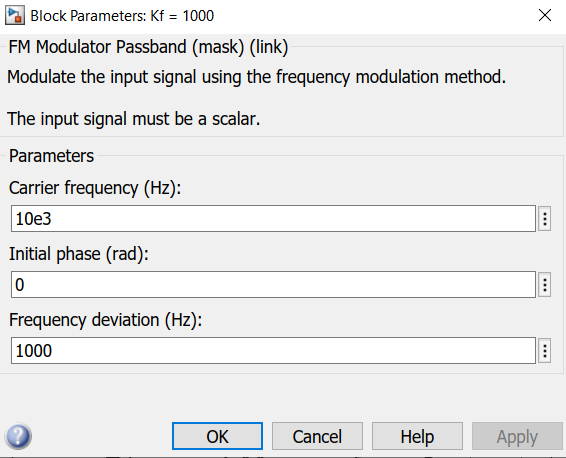 Block Parameters: Kf = 1000
FM Modulator Passband (mask) (link)
Modulate the input signal using the frequency modulation method.
The input signal must be a scalar.
Parameters
Carrier frequency (Hz):
10e3
Initial phase (rad):
0
Frequency deviation (Hz):
1000
?
OK Cancel Help Apply